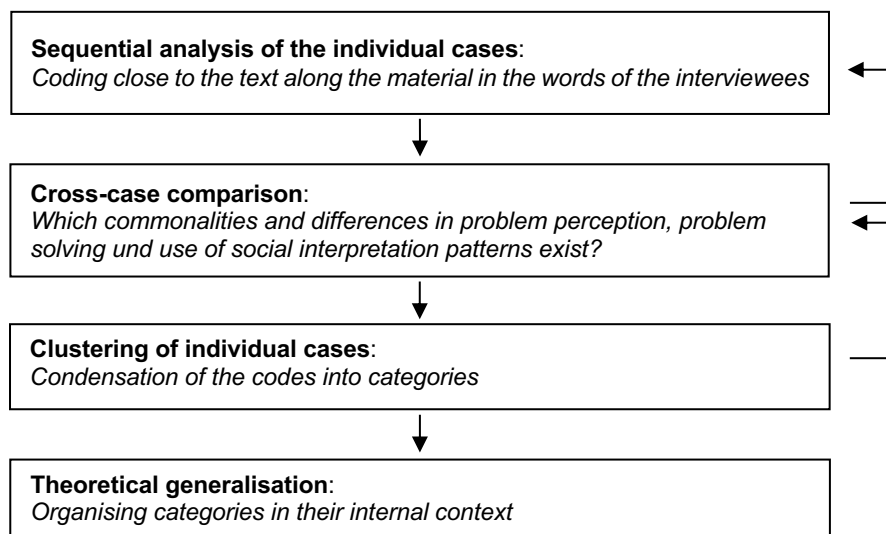 Sequential analysis of the individual cases:
Coding close to the text along the material in the words of the interviewees
Cross-case comparison:
Which commonalities and differences in problem perception, problem
solving und use of social interpretation patterns exist?
Clustering of individual cases:
Condensation of the codes into categories
Theoretical generalisation:
Organising categories in their internal context